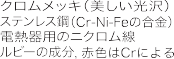 クロムメッキ（美しい光沢）
ステンレス鋼(Cr-Ni-Feの合金)
電熱器用のニクロム線
ルビーの成分, 赤色はCrによる